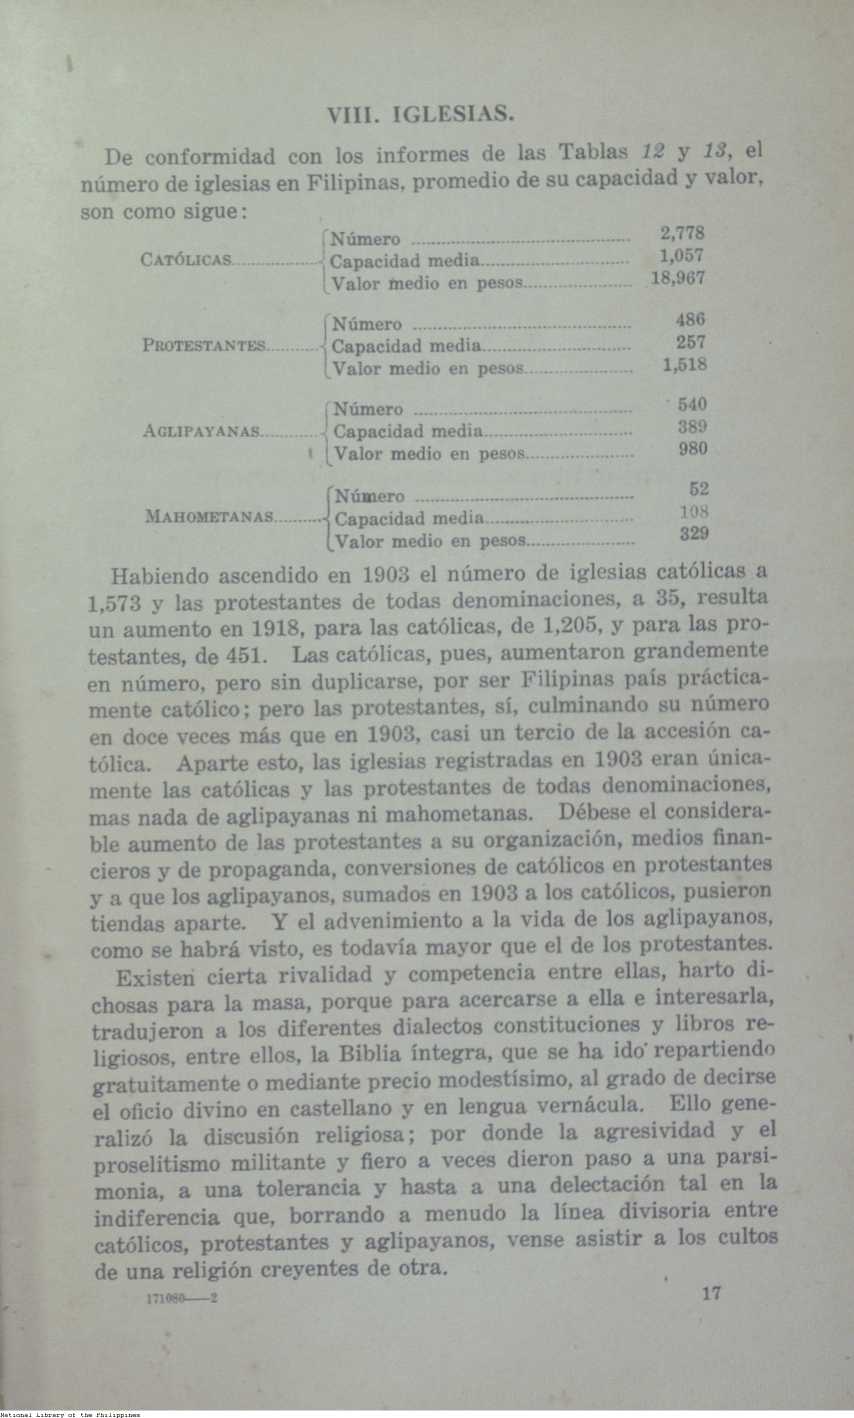 VIII. IGLESIAS.
De conformidad con los informes de las Tablas 12 y 13, el
número de iglesias en Filipinas, promedio de su capacidad y valor,
son como sigue:
CATÓLICAS
Número 2,778
Capacidad media 1,057
Valor medio en pesos 18,967
PROTESTANTES
Número 486
Capacidad media 257
Valor medio en pesos 1,518
AGLIPAYANAS
Número 540
Capacidad media 389
Valor medio en pesos 980
MAHOMETANAS
Número 52
Capacidad media 108
Valor medio en pesos 329
Habiendo ascendido en 1903 el número de iglesias católicas a
1,573 y las protestantes de todas denominaciones, a 35, resulta
un aumento en 1918, para las católicas, de 1,205, y para las pro-
testantes, de 451. Las católicas, pues, aumentaron grandemente
en número, pero sin duplicarse, por ser Filipinas país práctica-
mente católico; pero las protestantes, sí, culminando su número
en doce veces más que en 1903, casi un tercio de la accesión ca-
tólica. Aparte esto, las iglesias registradas en 1903 eran única-
mente las católicas y las protestantes de todas denominaciones,
mas nada de aglipayanas ni mahometanas. Débese el considera-
ble aumento de las protestantes a su organización, medios finan-
cieros y de propaganda, conversiones de católicos en protestantes
y a que los aglipayanos, sumados en 1903 a los católicos, pusieron
tiendas aparte. Y el advenimiento a la vida de los aglipayanos,
como se habrá visto, es todavía mayor que el de los protestantes.
Existen cierta rivalidad y competencia entre ellas, harto di-
chosas para la masa, porque para acercarse a ella e interesarla,
tradujeron a los diferentes dialectos constituciones y libros re-
ligiosos, entre ellos, la Biblia íntegra, que se ha ido repartiendo
gratuitamente o mediante precio modestísimo, al grado de decirse
el oficio divino en castellano y en lengua vernácula. Ello gene-
ralizó la discusión religiosa; por donde la agresividad y el
proselitismo militante y fiero a veces dieron paso a una parsi-
monia, a una tolerancia y hasta a una delectación tal en la
indiferencia que, borrando a menudo la línea divisoria entre
católicos, protestantes y aglipayanos, vense asistir a los cultos
de una religión creyentes de otra.
171080——2 17
National Library of the Philippines